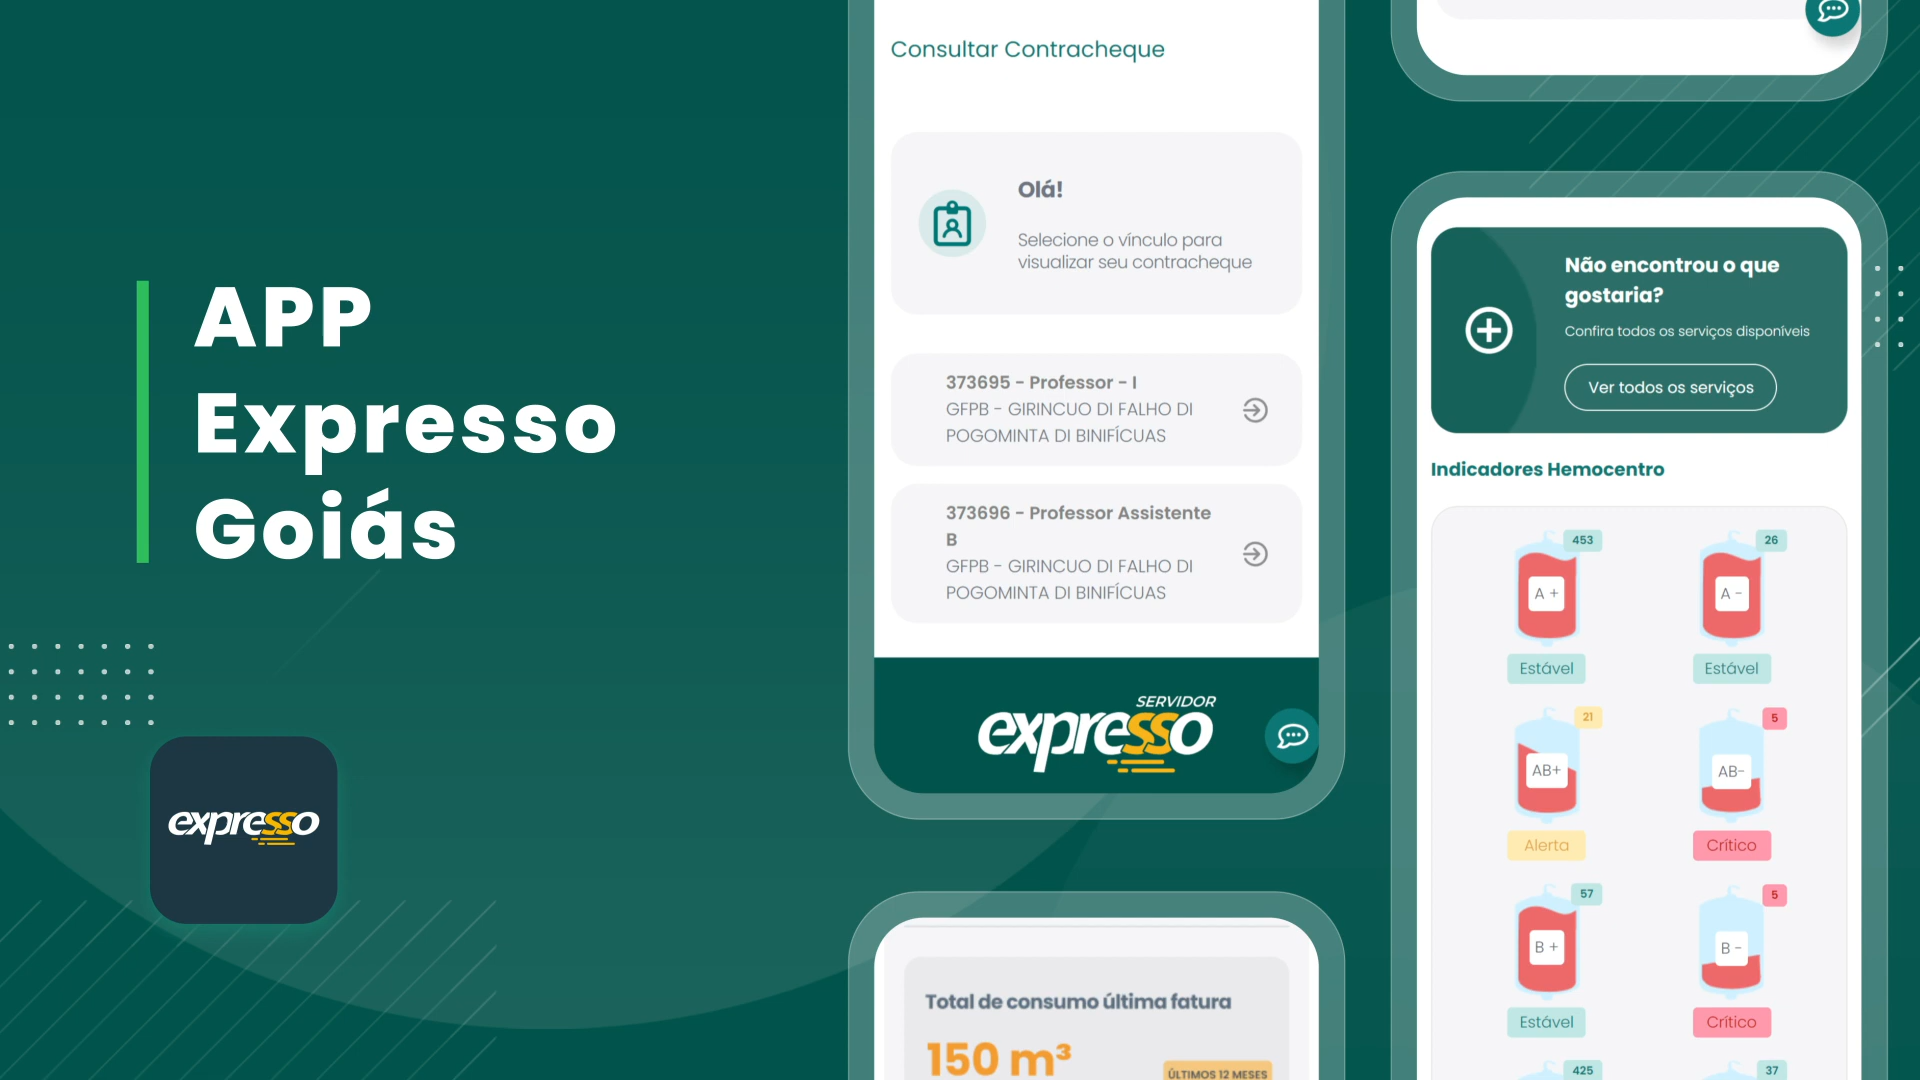 APP
Expresso
Goiás
expresso
Consultar Contracheque
Olá!
Selecione o vínculo para
visualizar seu contracheque
373695 - Professor - I
GFPB - GIRINCUO DI FALHO DI
POGOMINTA DI BINIFÍCUAS
373696 - Professor Assistente
B
GFPB - GIRINCUO DI FALHO DI
POGOMINTA DI BINIFÍCUAS
SERVIDOR
expresso
Total de consumo última fatura
150 m³
ÚLTIMOS 12 MESES
Não encontrou o que
gostaria?
Confira todos os serviços disponíveis
Ver todos os serviços
Indicadores Hemocentro
453
26
A +
A -
Estável
Estável
21
5
AB+
AB-
Alerta
Crítico
57
5
B +
B -
Estável
Crítico
425
37